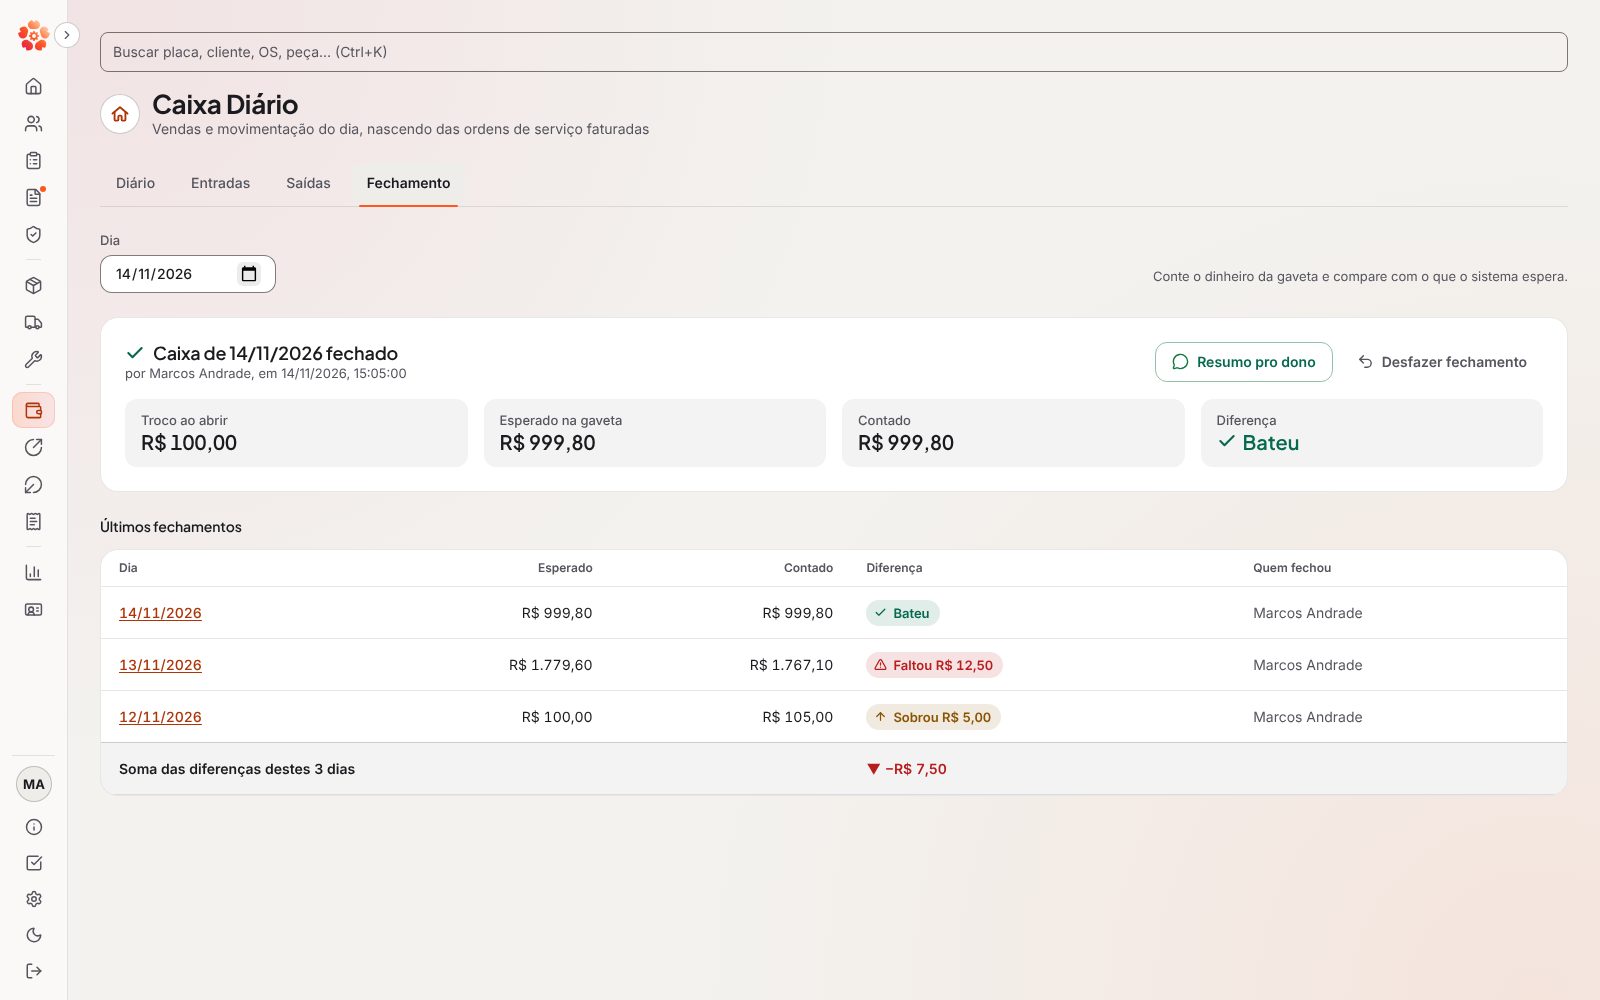 Buscar placa, cliente, OS, peça... (Ctrl+K)
Caixa Diário
Vendas e movimentação do dia, nascendo das ordens de serviço faturadas
Diário Entradas Saídas Fechamento
Dia
14/11/2026
Conte o dinheiro da gaveta e compare com o que o sistema espera.
Caixa de 14/11/2026 fechado
por Marcos Andrade, em 14/11/2026, 15:05:00
Resumo pro dono Desfazer fechamento
Troco ao abrir
R$ 100,00
Esperado na gaveta
R$ 999,80
Contado
R$ 999,80
Diferença
Bateu
Últimos fechamentos
Dia Esperado Contado Diferença Quem fechou
14/11/2026 R$ 999,80 R$ 999,80 Bateu Marcos Andrade
13/11/2026 R$ 1.779,60 R$ 1.767,10 Faltou R$ 12,50 Marcos Andrade
12/11/2026 R$ 100,00 R$ 105,00 Sobrou R$ 5,00 Marcos Andrade
Soma das diferenças destes 3 dias ▼ −R$ 7,50
MA